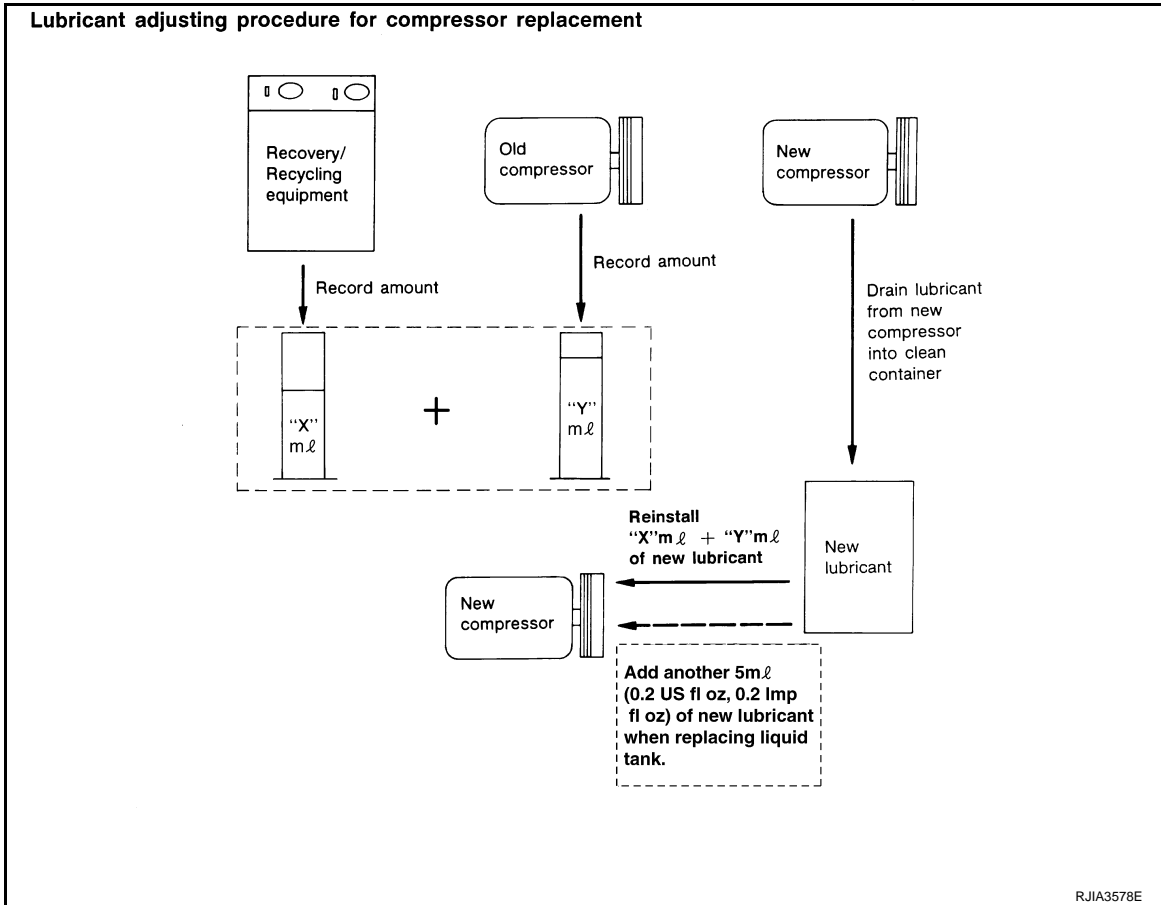 Lubricant adjusting procedure for compressor replacement
Recovery/
Recycling
equipment
Old
compressor
New
compressor
Record amount
Record amount
Drain lubricant
from new
compressor
into clean
container
“X”
mℓ
+
“Y”
mℓ
Reinstall
“X”mℓ + “Y”mℓ
of new lubricant
New
lubricant
New
compressor
Add another 5mℓ
(0.2 US fl oz, 0.2 Imp
fl oz) of new lubricant
when replacing liquid
tank.
RJIA3578E